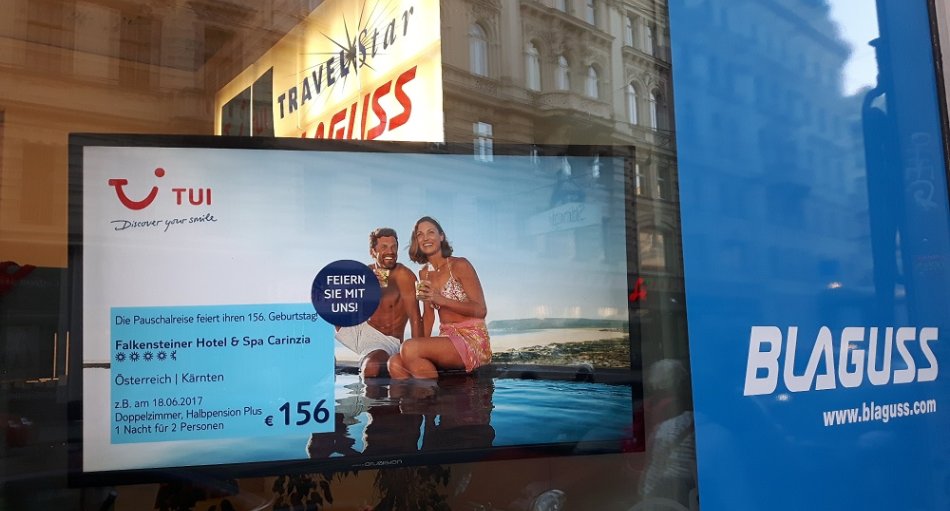 TRAVEL Star
BLAGUSS
TUI
Discover your smile
FEIERN
SIE MIT
UNS!
Die Pauschalreise feiert ihren 156. Geburtstag!
Falkensteiner Hotel & Spa Carinzia
Österreich | Kärnten
z.B. am 18.06.2017
Doppelzimmer, Halbpension Plus
1 Nacht für 2 Personen
€ 156
BLAGUSS
www.blaguss.com